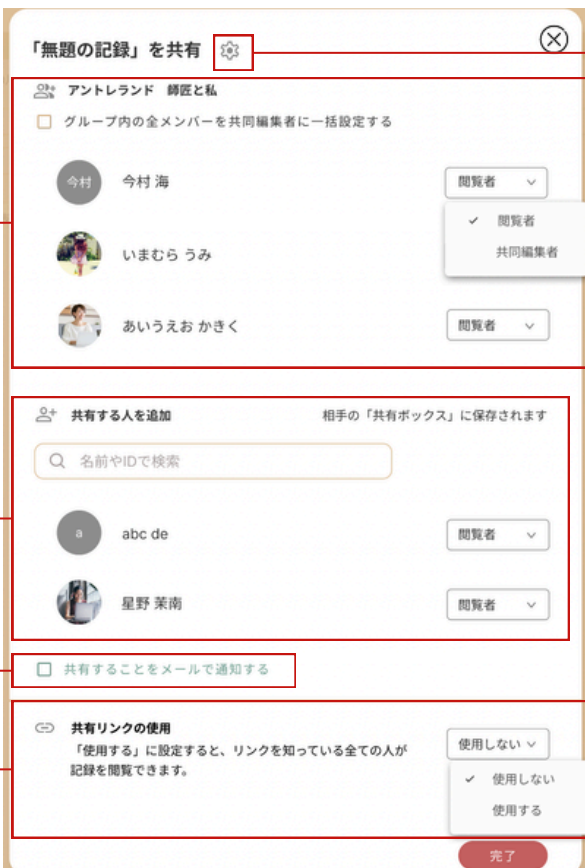 「無題の記録」を共有
アントレランド　師匠と私
グループ内の全メンバーを共同編集者に一括設定する
今村 今村 海 閲覧者
閲覧者
いまむら うみ 共同編集者
あいうえお かきく 閲覧者
共有する人を追加 相手の「共有ボックス」に保存されます
名前やIDで検索
a abc de 閲覧者
星野 茉南 閲覧者
共有することをメールで通知する
共有リンクの使用 使用しない
「使用する」に設定すると、リンクを知っている全ての人が
記録を閲覧できます。
使用しない
使用する
完了